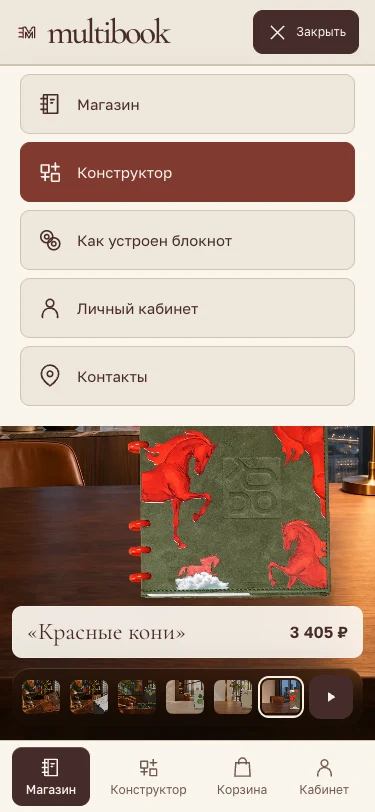 multibook
Закрыть
Магазин
Конструктор
Как устроен блокнот
Личный кабинет
Контакты
«Красные кони»
3 405 ₽
Магазин
Конструктор
Корзина
Кабинет